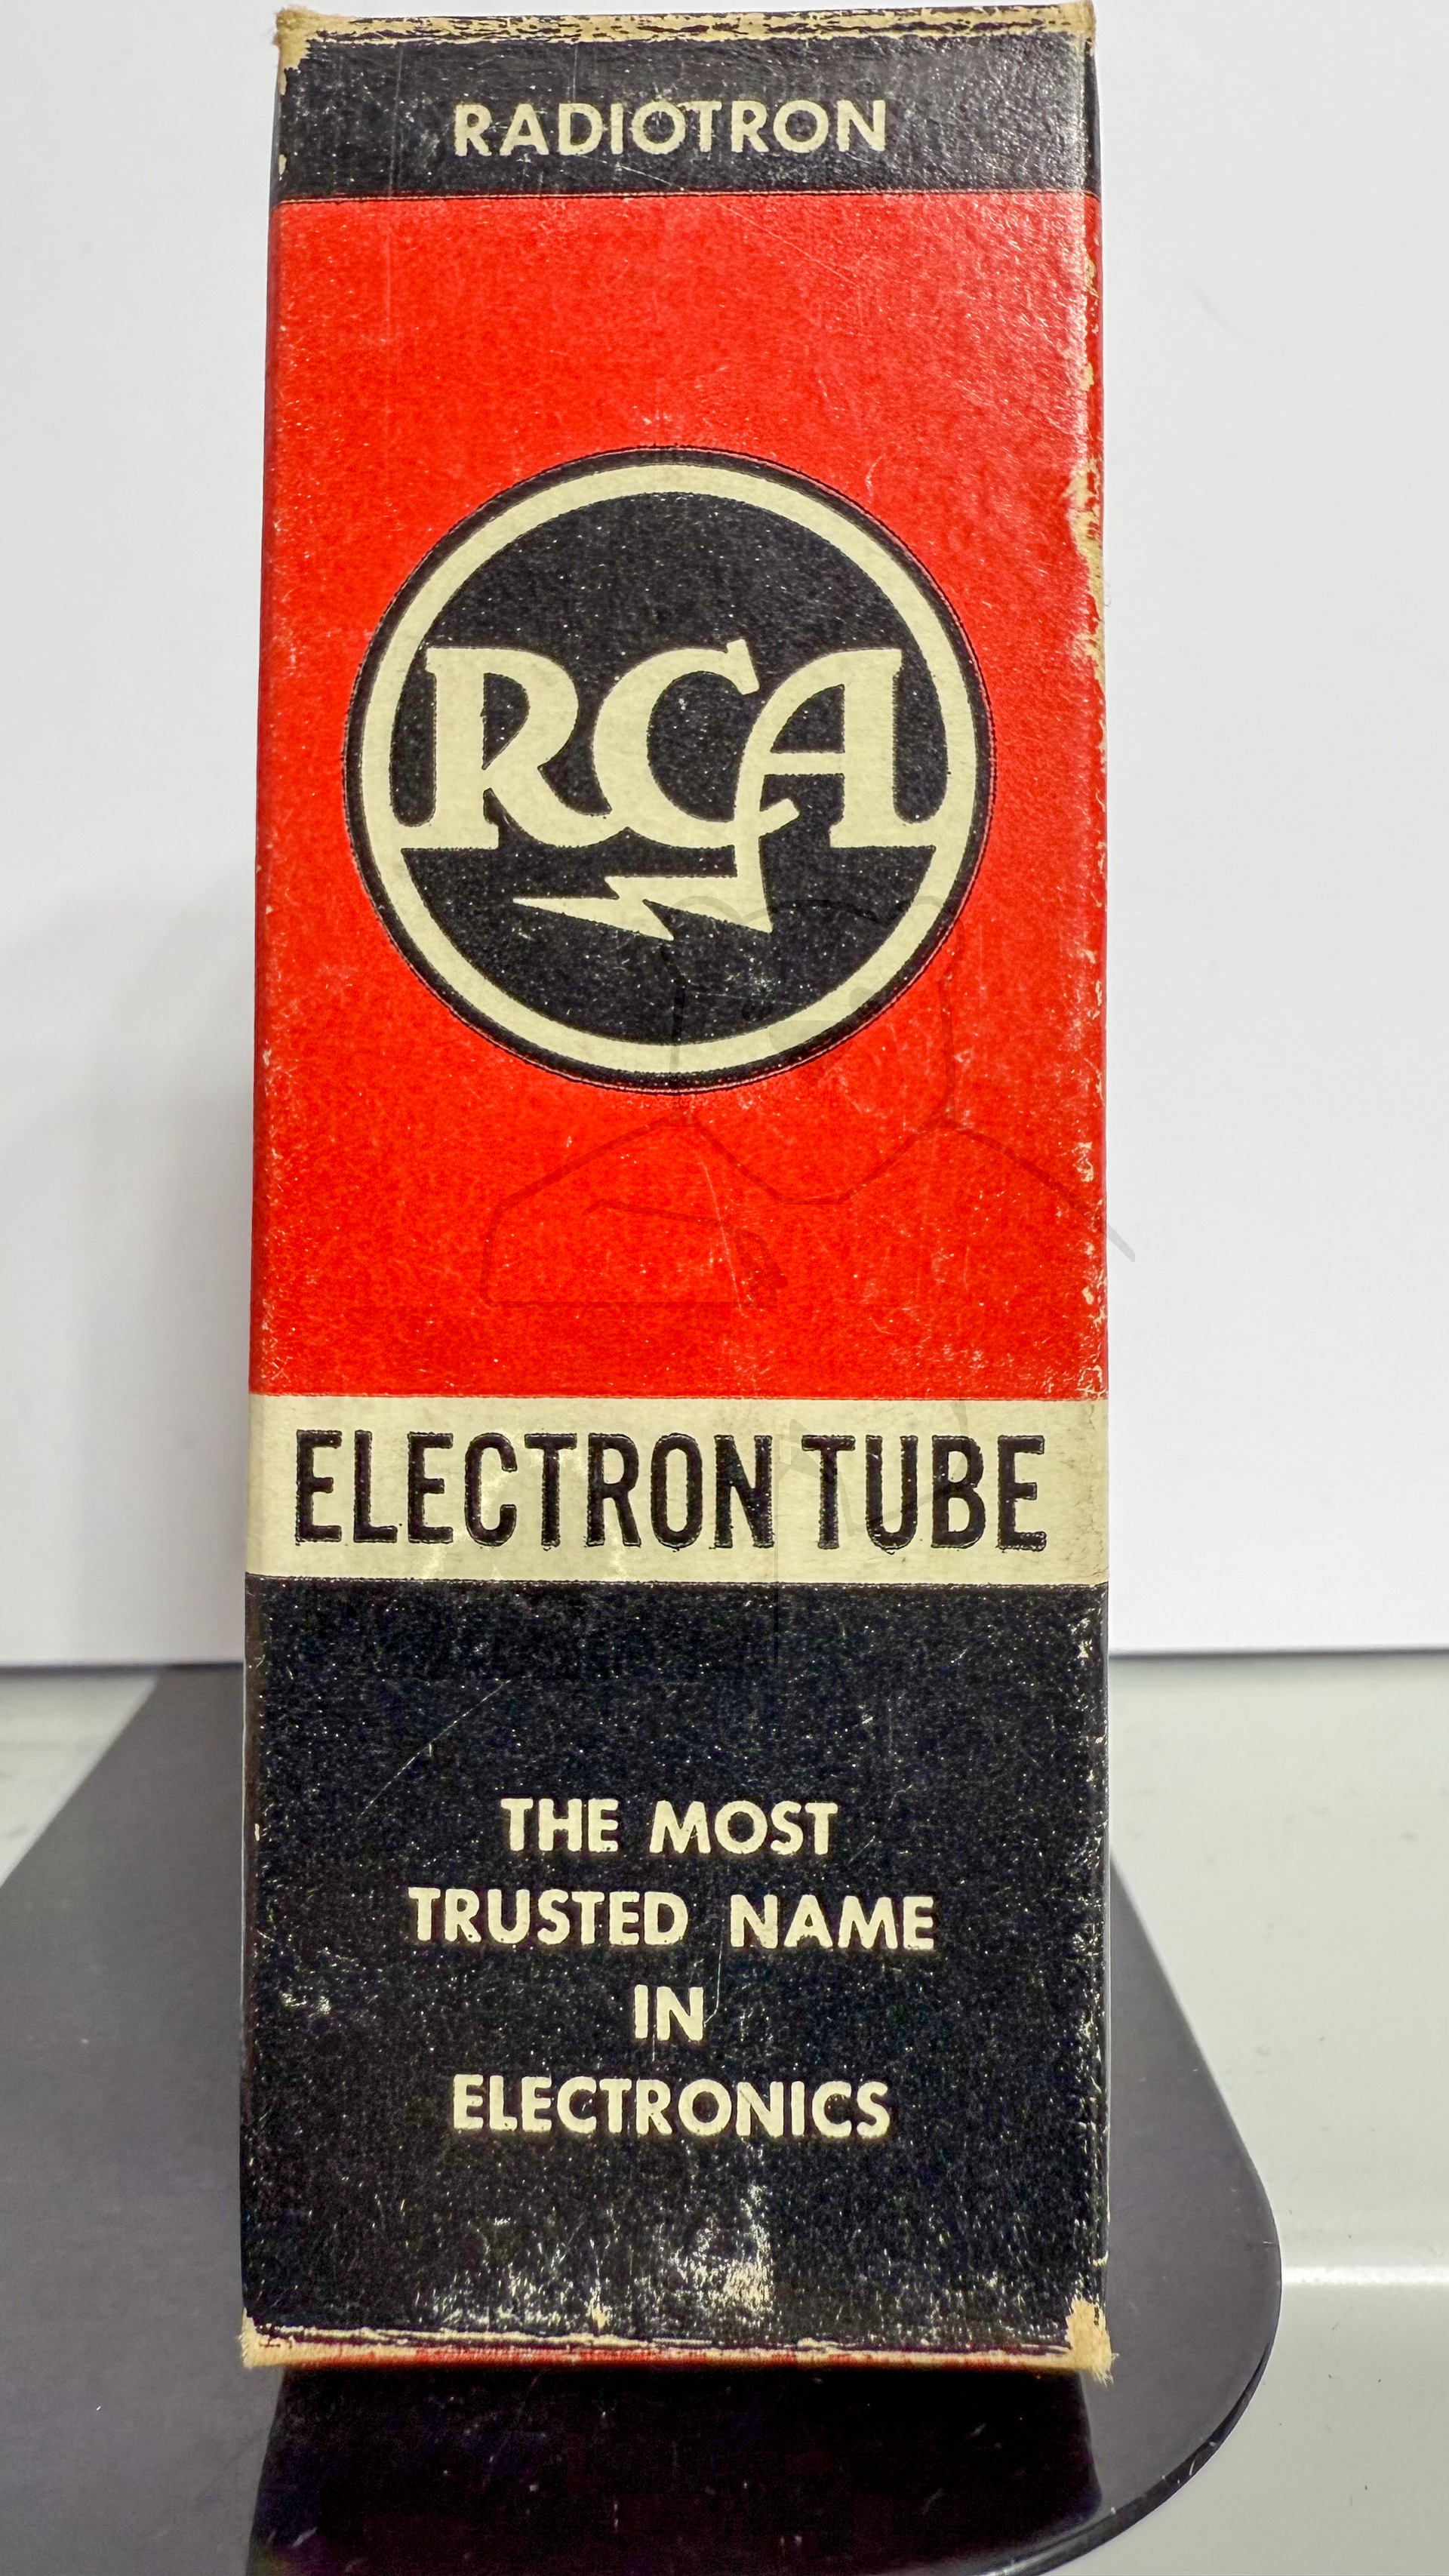 RADIOTRON
RCA
ELECTRON TUBE
THE MOST
TRUSTED NAME
IN
ELECTRONICS